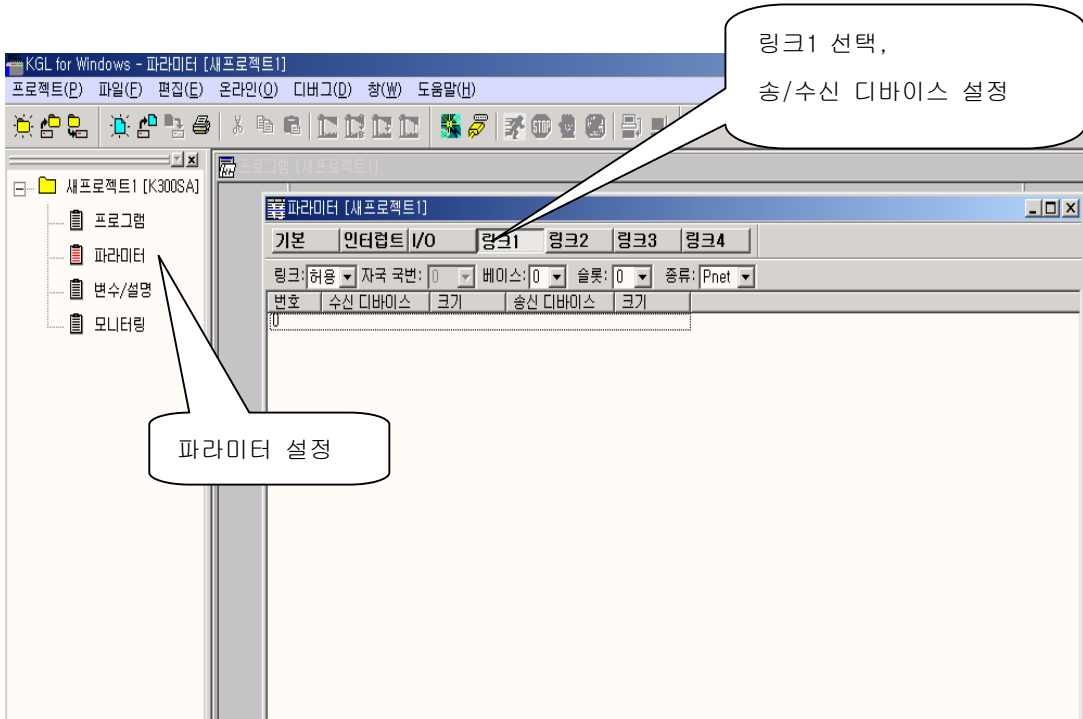 링크1 선택,
송/수신 디바이스 설정
KGL for Windows - 파라미터 [새프로젝트1]
프로젝트(P) 파일(F) 편집(E) 온라인(O) 디버그(D) 창(W) 도움말(H)
STOP
프로그램 [새프로젝트1]
새프로젝트1 [K300SA]
프로그램
파라미터
변수/설명
모니터링
파라미터 [새프로젝트1]
기본 인터럽트 I/O 링크1 링크2 링크3 링크4
링크: 허용 자국 국번: 0 베이스: 0 슬롯: 0 종류: Pnet
번호 수신 디바이스 크기 송신 디바이스 크기
0
파라미터 설정